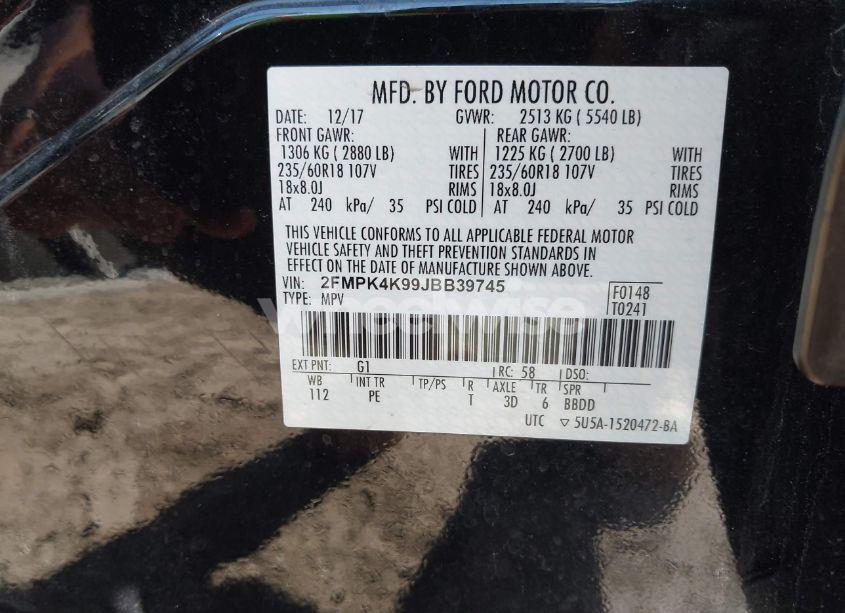 MFD. BY FORD MOTOR CO.
DATE: 12/17 GVWR: 2513 KG ( 5540 LB)
FRONT GAWR: REAR GAWR:
1306 KG ( 2880 LB) WITH 1225 KG ( 2700 LB) WITH
235/60R18 107V TIRES 235/60R18 107V TIRES
18x8.0J RIMS 18x8.0J RIMS
AT 240 kPa/ 35 PSI COLD AT 240 kPa/ 35 PSI COLD
THIS VEHICLE CONFORMS TO ALL APPLICABLE FEDERAL MOTOR
VEHICLE SAFETY AND THEFT PREVENTION STANDARDS IN
EFFECT ON THE DATE OF MANUFACTURE SHOWN ABOVE.
VIN: 2FMPK4K99JBB39745 F0148
TYPE: MPV T0241
wheelwise
EXT PNT: G1 RC: 58 DSO:
WB INT TR TP/PS R AXLE TR SPR
112 PE T 3D 6 BBDD
UTC ▽ 5U5A-1520472-BA